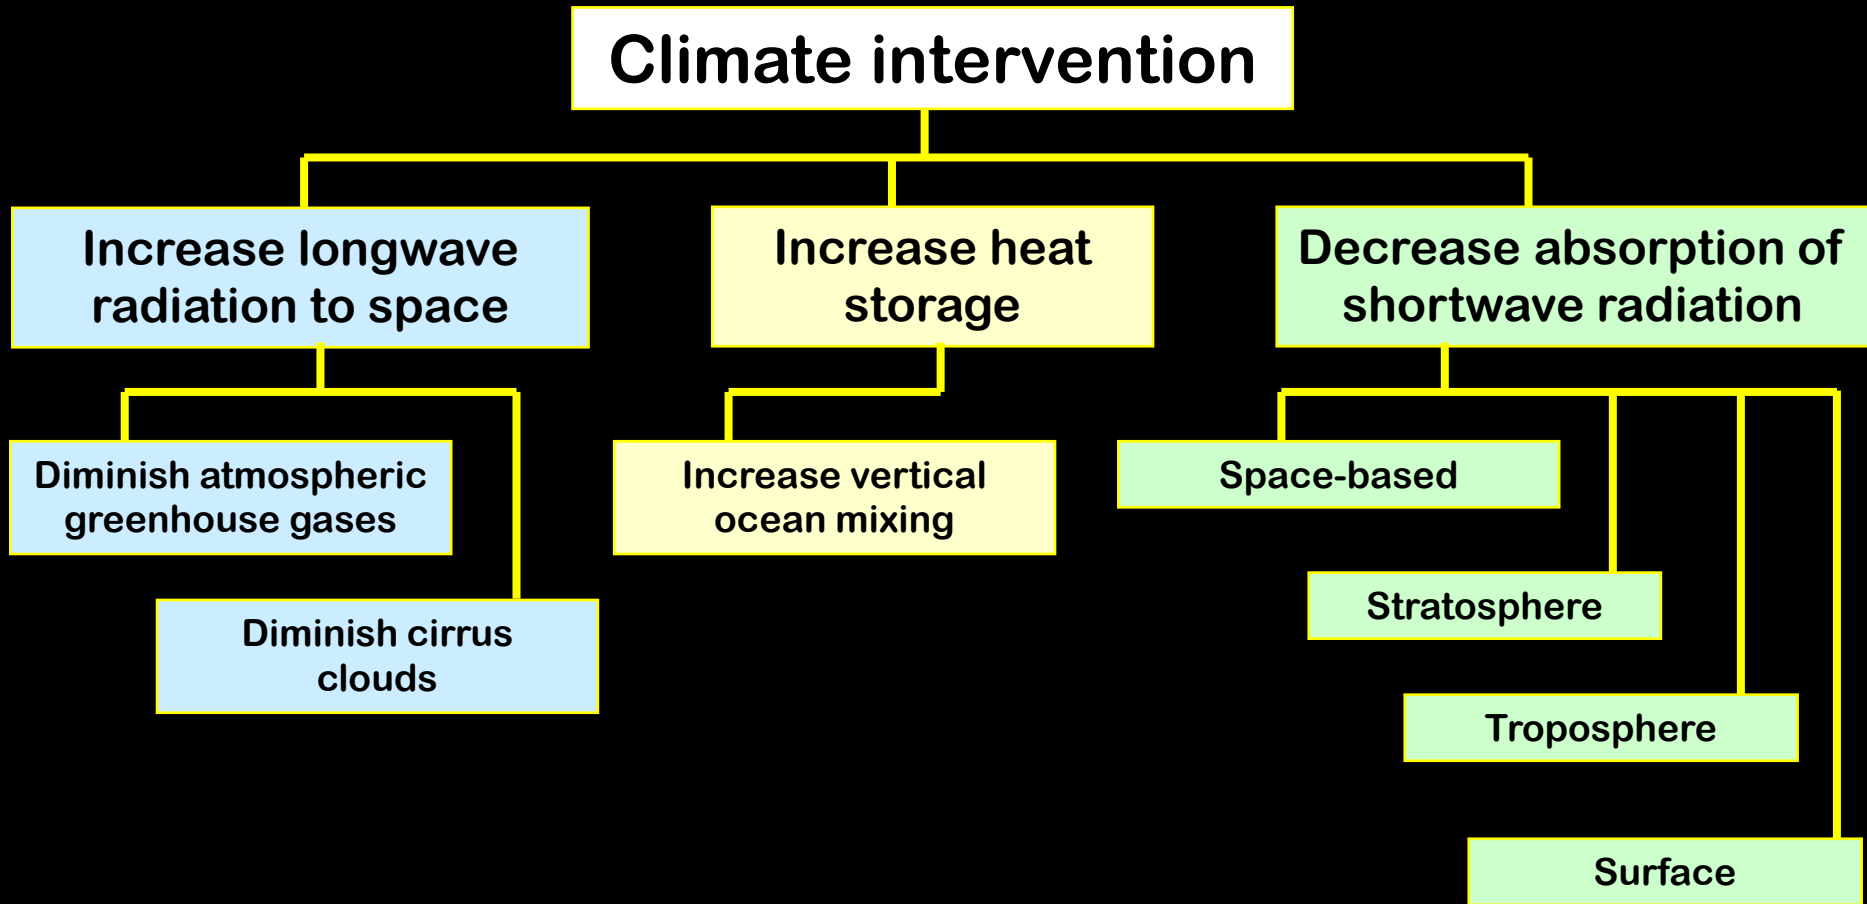 Climate intervention
Increase longwave
radiation to space
Increase heat
storage
Decrease absorption of
shortwave radiation
Diminish atmospheric
greenhouse gases
Increase vertical
ocean mixing
Space-based
Stratosphere
Diminish cirrus
clouds
Troposphere
Surface